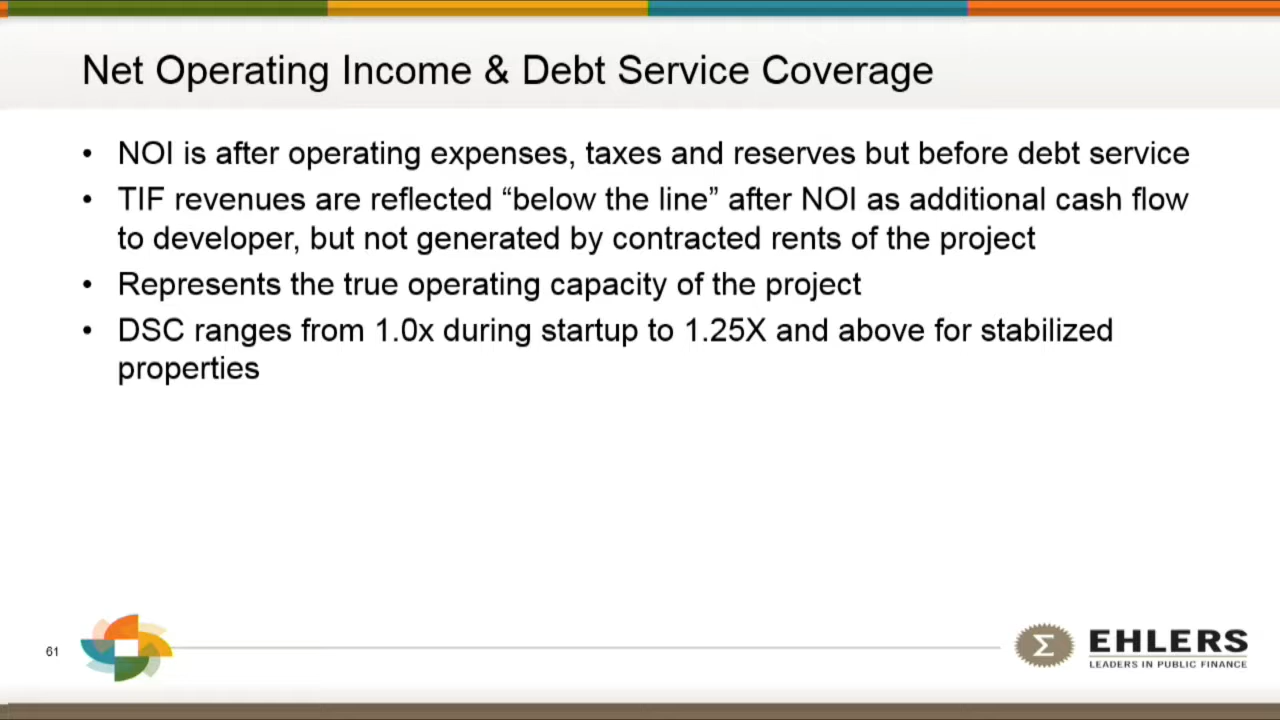 Net Operating Income & Debt Service Coverage
• NOI is after operating expenses, taxes and reserves but before debt service
• TIF revenues are reflected “below the line” after NOI as additional cash flow
to developer, but not generated by contracted rents of the project
• Represents the true operating capacity of the project
• DSC ranges from 1.0x during startup to 1.25X and above for stabilized
properties
61
Σ
EHLERS
LEADERS IN PUBLIC FINANCE